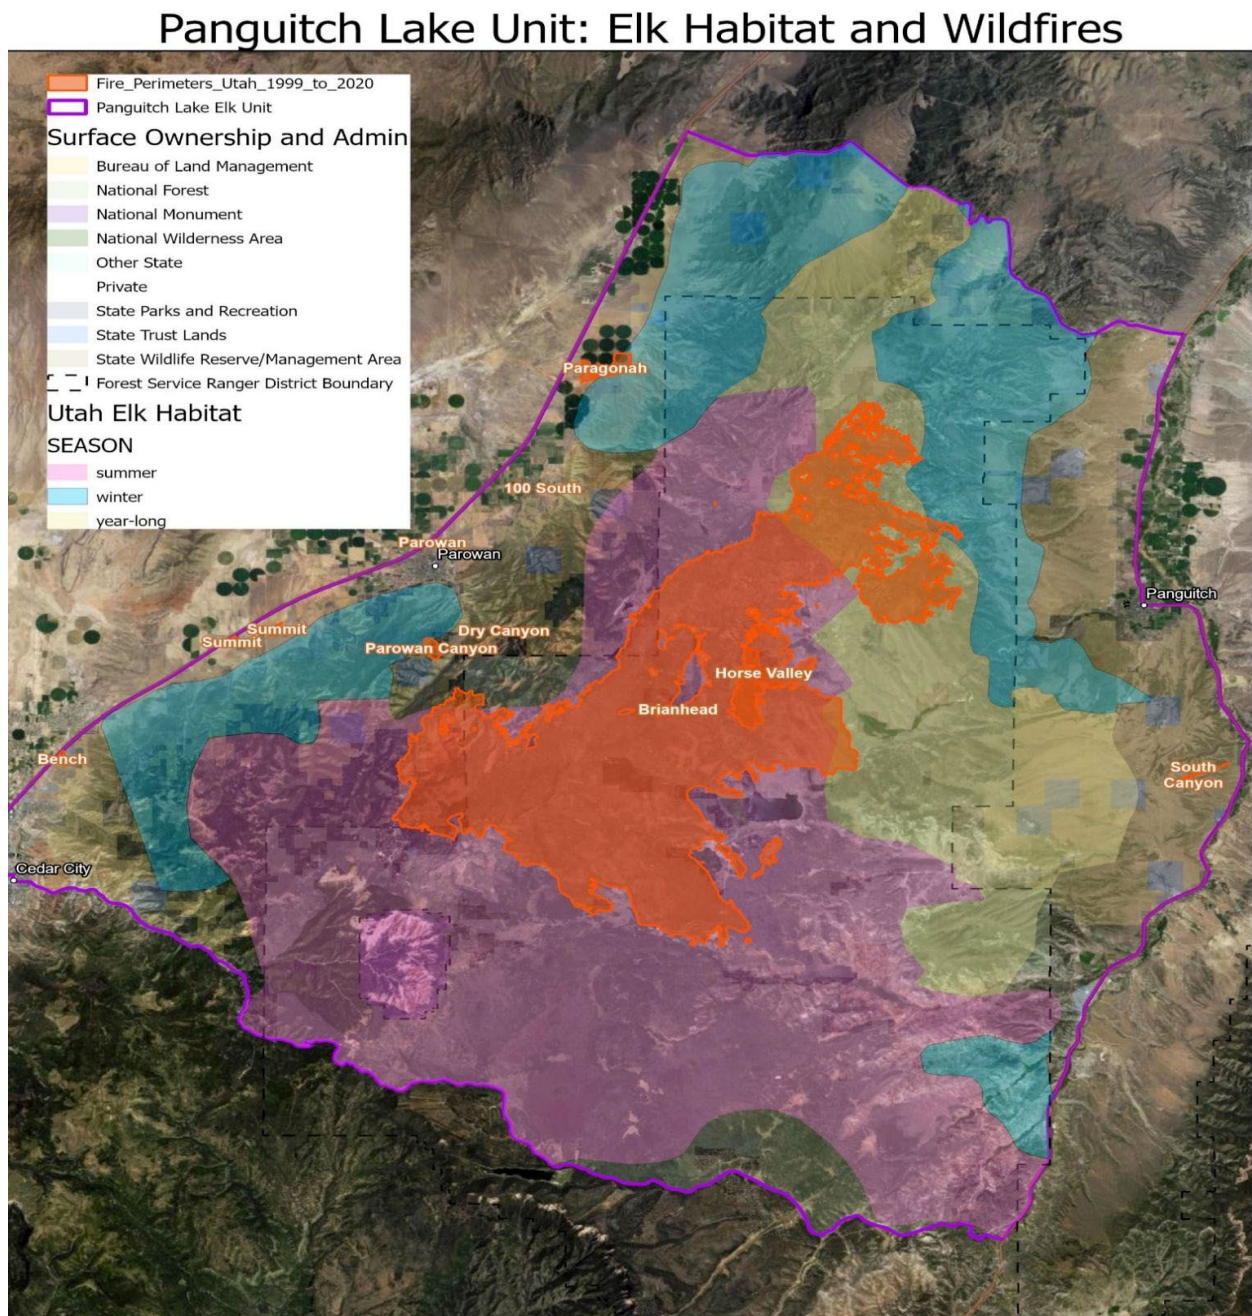 Panguitch Lake Unit: Elk Habitat and Wildfires
Fire_Perimeters_Utah_1999_to_2020
Panguitch Lake Elk Unit
Surface Ownership and Admin
Bureau of Land Management
National Forest
National Monument
National Wilderness Area
Other State
Private
State Parks and Recreation
State Trust Lands
State Wildlife Reserve/Management Area
Forest Service Ranger District Boundary
Utah Elk Habitat
SEASON
summer
winter
year-long
Paragonah
100 South
Parowan
Parowan
Panguitch
Summit
Summit
Dry Canyon
Parowan Canyon
Horse Valley
Brianhead
Bench
South
Canyon
Cedar City